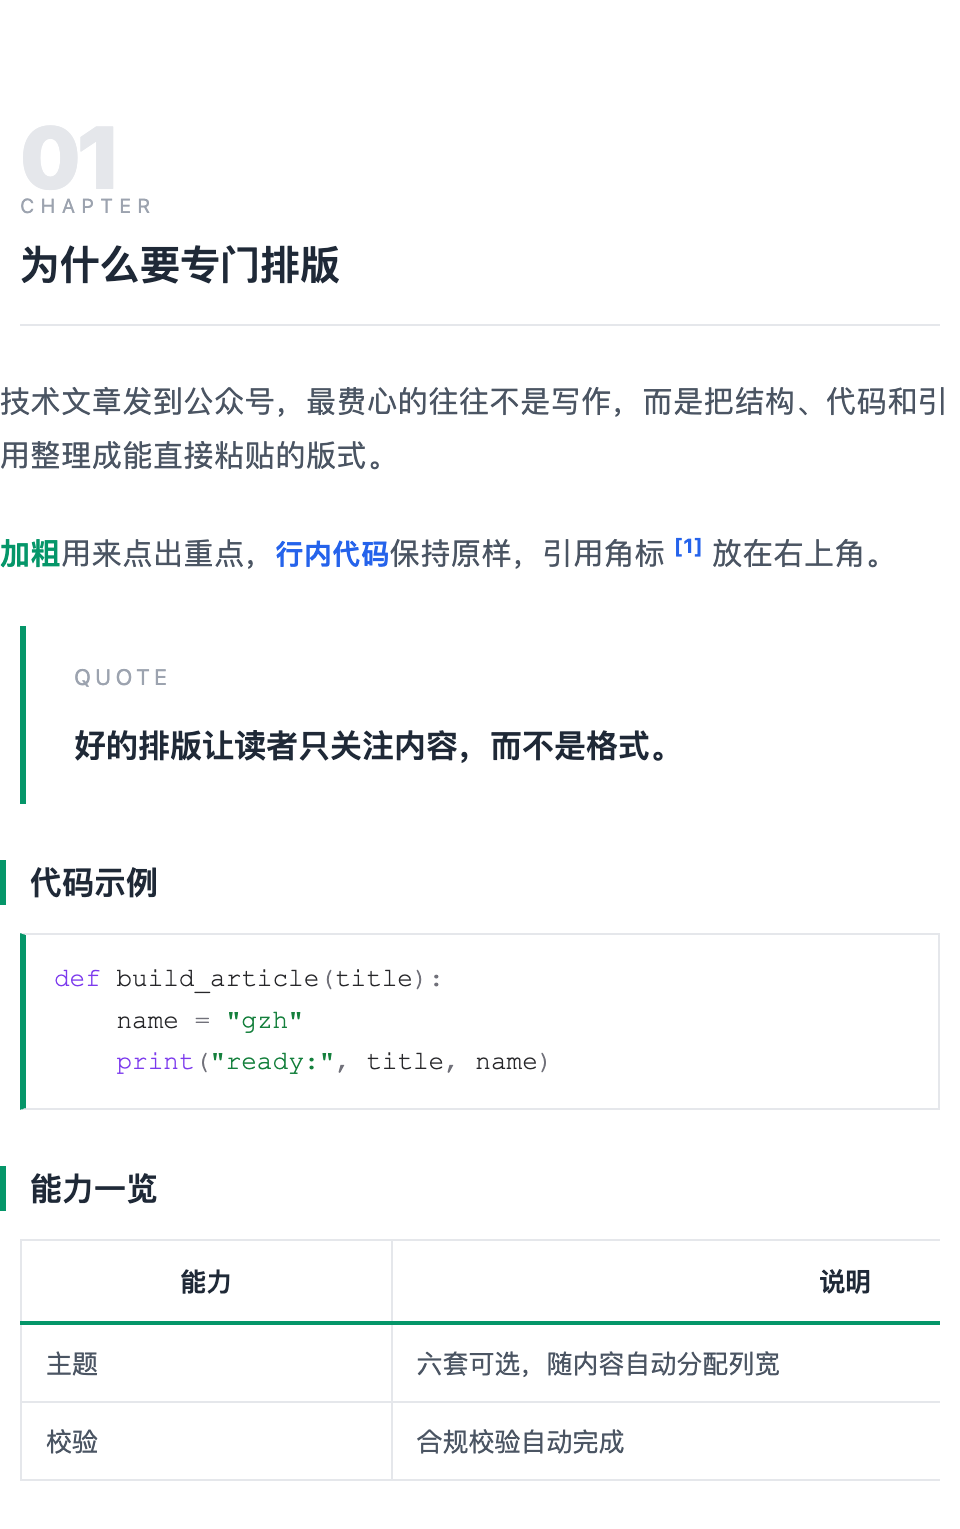 01
CHAPTER
为什么要专门排版
技术文章发到公众号，最费心的往往不是写作，而是把结构、代码和引
用整理成能直接粘贴的版式。
加粗用来点出重点，行内代码保持原样，引用角标 [1] 放在右上角。
QUOTE
好的排版让读者只关注内容，而不是格式。
代码示例
def build_article(title):
    name = "gzh"
    print("ready:", title, name)
能力一览
能力 说明
主题 六套可选，随内容自动分配列宽
校验 合规校验自动完成